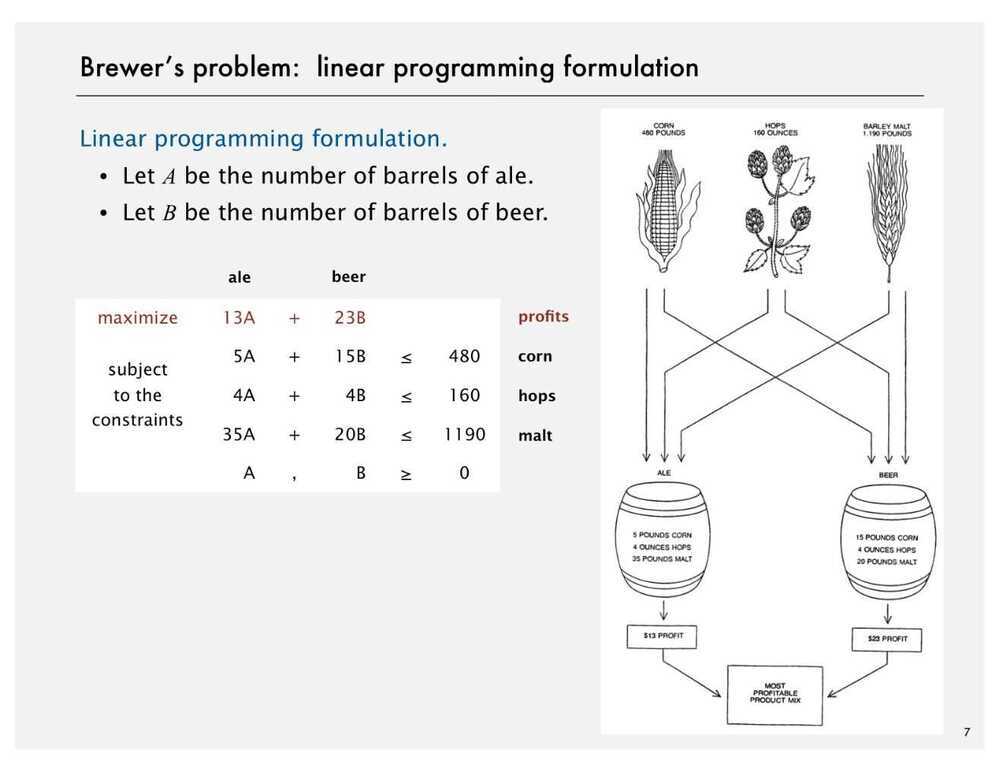 Brewer's problem: linear programming formulation
Linear programming formulation.
• Let A be the number of barrels of ale.
• Let B be the number of barrels of beer.
ale beer
maximize 13A + 23B profits
subject to the constraints
5A + 15B ≤ 480 corn
4A + 4B ≤ 160 hops
35A + 20B ≤ 1190 malt
A , B ≥ 0
CORN
480 POUNDS
HOPS
160 OUNCES
BARLEY MALT
1.190 POUNDS
ALE
5 POUNDS CORN
4 OUNCES HOPS
35 POUNDS MALT
BEER
15 POUNDS CORN
4 OUNCES HOPS
20 POUNDS MALT
$13 PROFIT
$23 PROFIT
MOST
PROFITABLE
PRODUCT MIX
7